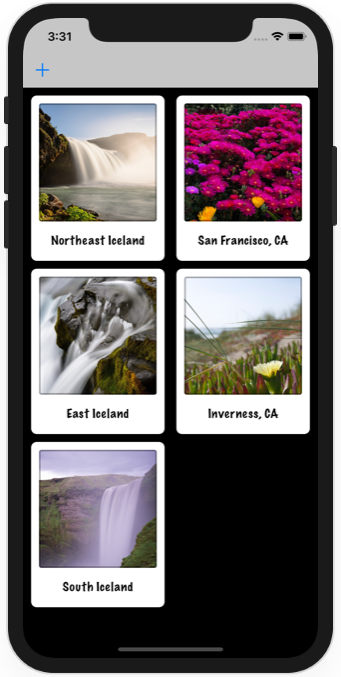 3:31
Northeast Iceland
San Francisco, CA
East Iceland
Inverness, CA
South Iceland